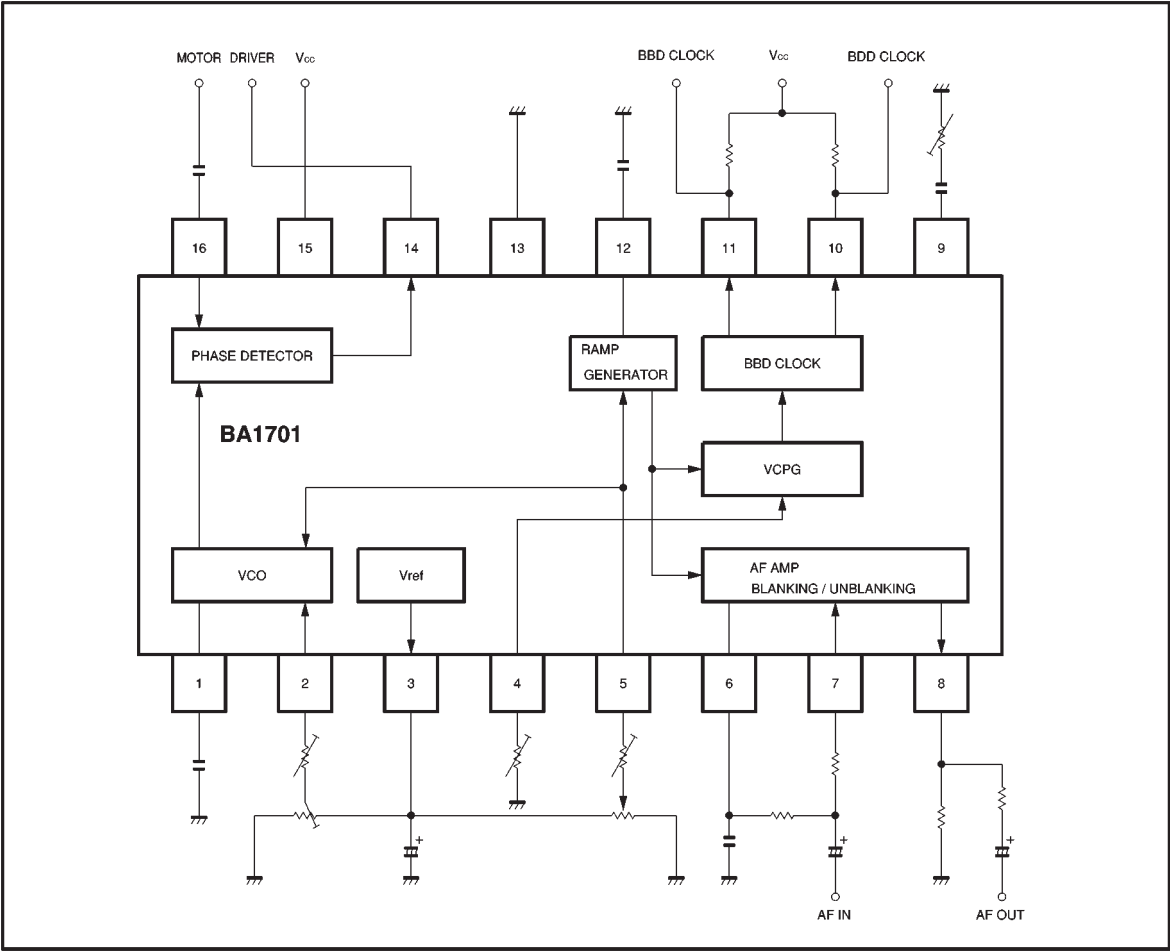 MOTOR DRIVER Vcc BBD CLOCK Vcc BDD CLOCK
16 15 14 13 12 11 10 9
PHASE DETECTOR
RAMP
GENERATOR
BBD CLOCK
BA1701
VCPG
VCO
Vref
AF AMP
BLANKING / UNBLANKING
1 2 3 4 5 6 7 8
+ + +
AF IN AF OUT